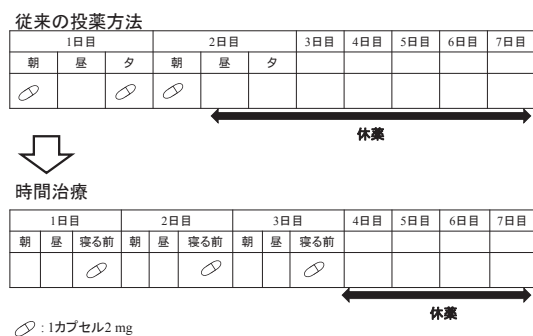 従来の投薬方法
1日目 2日目 3日目 4日目 5日目 6日目 7日目
朝 昼 夕 朝 昼 夕
休薬
時間治療
1日目 2日目 3日目 4日目 5日目 6日目 7日目
朝 昼 寝る前 朝 昼 寝る前 朝 昼 寝る前
休薬
: 1カプセル2 mg